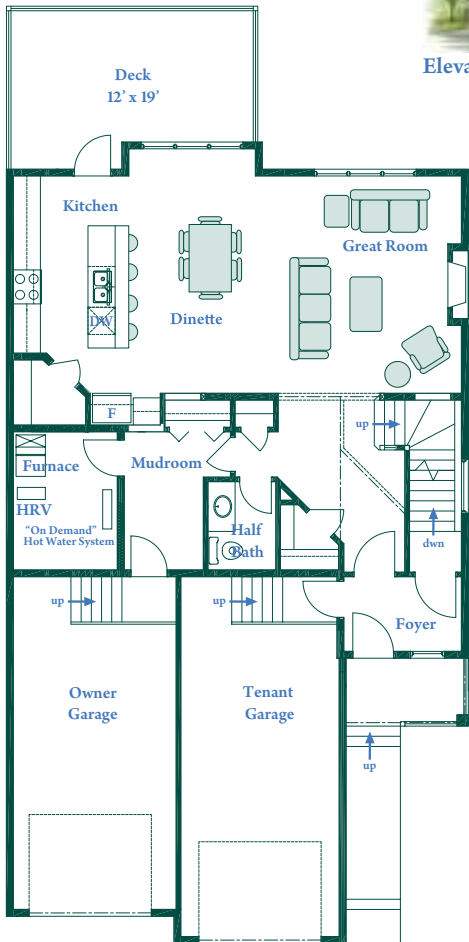 Eleva
Deck
12’ x 19’
Kitchen
Great Room
DW
Dinette
F
up
Furnace
Mudroom
HRV
“On Demand”
Hot Water System
Half
Bath
dwn
up
up
Foyer
Owner
Garage
Tenant
Garage
up